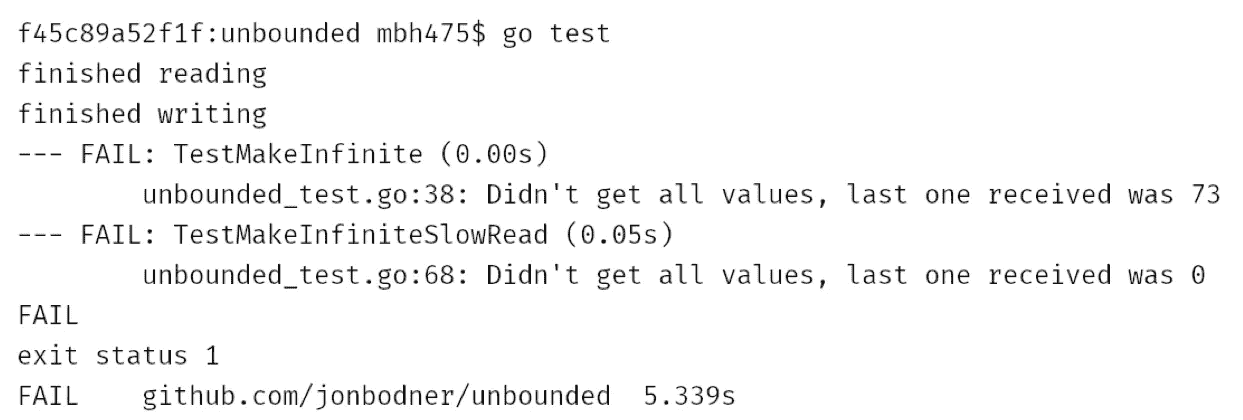 f45c89a52f1f:unbounded mbh475$ go test
finished reading
finished writing
--- FAIL: TestMakeInfinite (0.00s)
        unbounded_test.go:38: Didn't get all values, last one received was 73
--- FAIL: TestMakeInfiniteSlowRead (0.05s)
        unbounded_test.go:68: Didn't get all values, last one received was 0
FAIL
exit status 1
FAIL    github.com/jonbodner/unbounded  5.339s